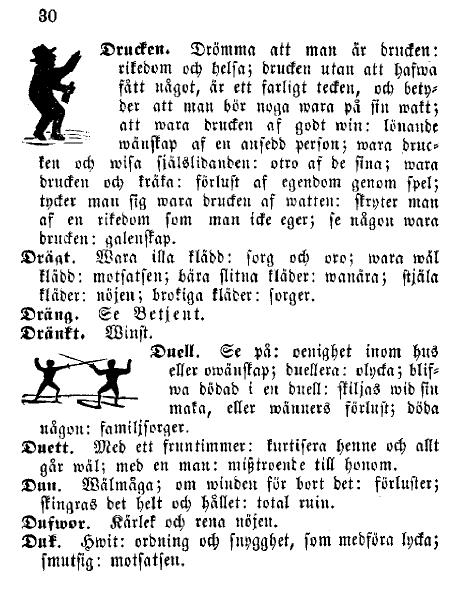 30
Drucken. Drömma att man är drucken:
rikedom och helsa; drucken utan att hafwa
fått något, är ett farligt tecken, och bety-
der att man bör noga wara på sin wakt;
att wara drucken af godt win: lönande
wänskap af en ansedd person; wara druc-
ken och wisa själslidanden: otro af de sina; wara
drucken och kräka: förlust af egendom genom spel;
tycker man sig wara drucken af watten: skryter man
af en rikedom som man icke eger; se någon wara
drucken: galenskap.
Drägt. Wara illa klädd: sorg och oro; wara wäl
klädd: motsatsen; bära slitna kläder: wanära; stjäla
kläder: nöjen; brokiga kläder: sorger.
Dräng. Se Betjent.
Dränkt. Winst.
Duell. Se på: oenighet inom hus
eller owänskap; duellera: olycka; blif-
wa dödad i en duell: skiljas wid sin
maka, eller wänners förlust; döda
någon: familjsorger.
Duett. Med ett fruntimmer: kurtisera henne och allt
går wäl; med en man: mißtroende till honom.
Dun. Wälmåga; om winden för bort det: förluster;
skingras det helt och hållet: total ruin.
Dufwor. Kärlek och rena nöjen.
Duk. Hwit: ordning och snygghet, som medföra lycka;
smutsig: motsatsen.